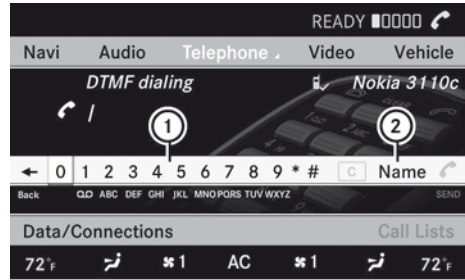 READY
Navi Audio Telephone Video Vehicle
DTMF dialing Nokia 3110c
1 2
0 1 2 3 4 5 6 7 8 9 * # C Name
Back ABC DEF GHI JKL MNO PQRS TUV WXYZ SEND
Data/Connections Call Lists
72°F 1 AC 1 72°F